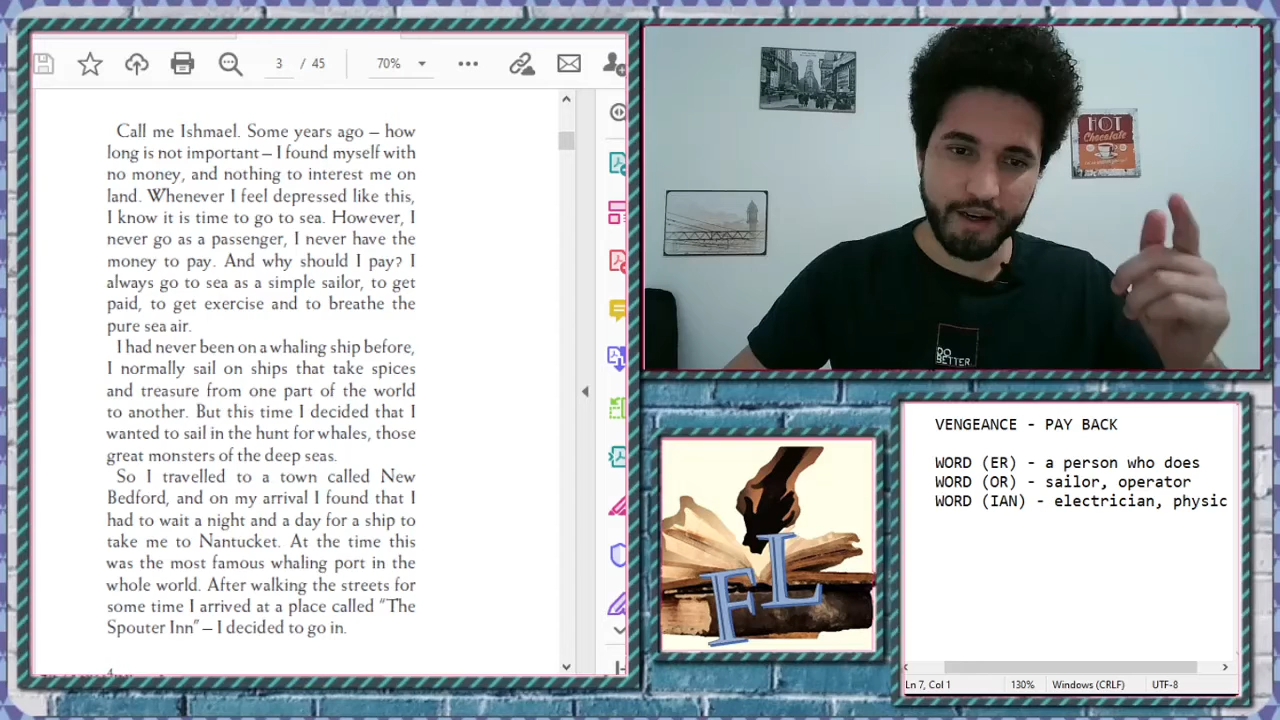 3 / 45
70%
Call me Ishmael. Some years ago – how
long is not important – I found myself with
no money, and nothing to interest me on
land. Whenever I feel depressed like this,
I know it is time to go to sea. However, I
never go as a passenger, I never have the
money to pay. And why should I pay? I
always go to sea as a simple sailor, to get
paid, to get exercise and to breathe the
pure sea air.
I had never been on a whaling ship before,
I normally sail on ships that take spices
and treasure from one part of the world
to another. But this time I decided that I
wanted to sail in the hunt for whales, those
great monsters of the deep seas.
So I travelled to a town called New
Bedford, and on my arrival I found that I
had to wait a night and a day for a ship to
take me to Nantucket. At the time this
was the most famous whaling port in the
whole world. After walking the streets for
some time I arrived at a place called “The
Spouter Inn” – I decided to go in.
HOT
Chocolate
DO
BETTER.
FL
VENGEANCE - PAY BACK
WORD (ER) - a person who does
WORD (OR) - sailor, operator
WORD (IAN) - electrician, physic
Ln 7, Col 1 130% Windows (CRLF) UTF-8